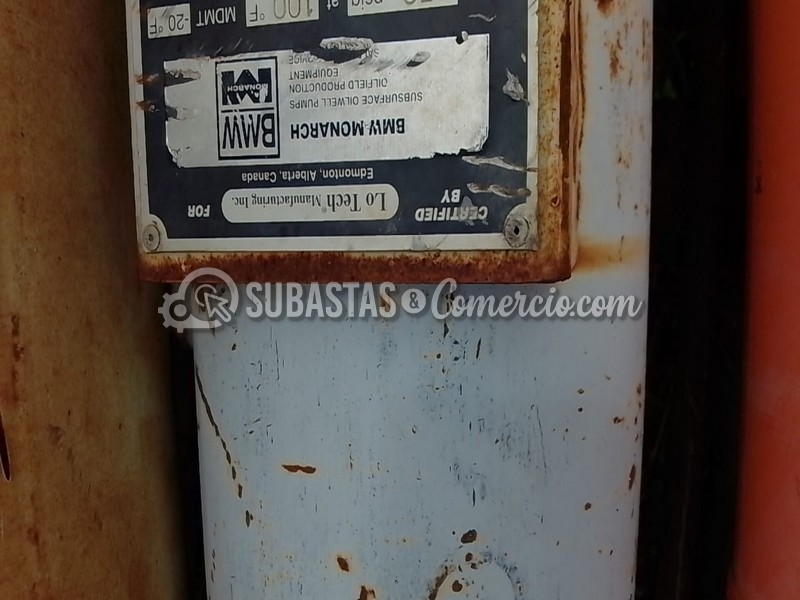 CERTIFIED BY
Lo Tech Manufacturing Inc.
FOR
Edmonton, Alberta, Canada
BMW MONARCH
BMW-MONARCH
SUBSURFACE OILWELL PUMPS
OILFIELD PRODUCTION
EQUIPMENT
psig at 100 °F MDMT -20 °F
SUBASTAS & Comercio.com